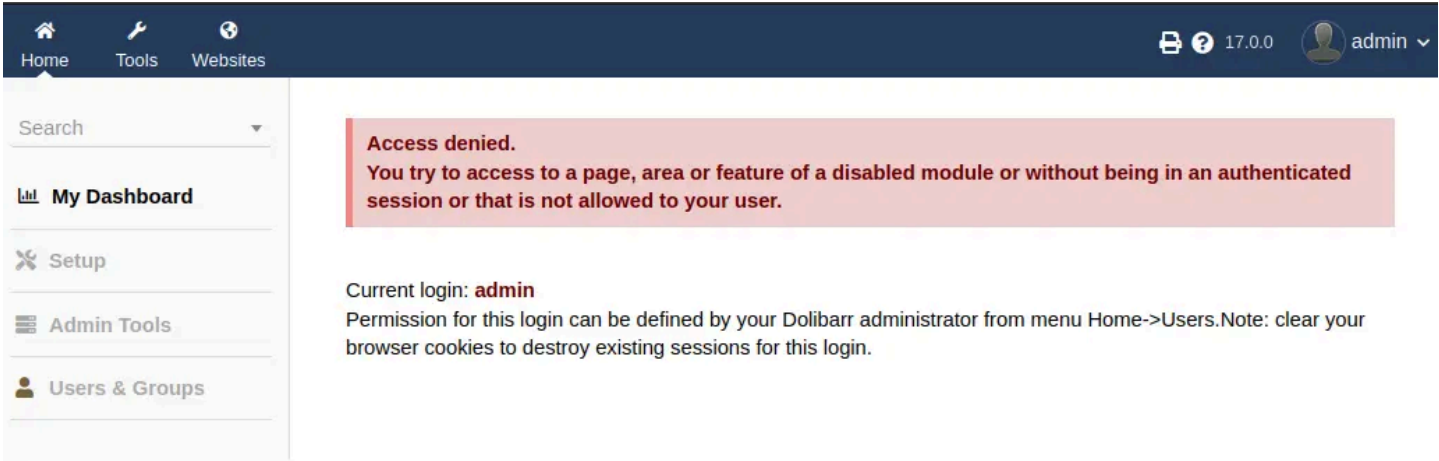 Home Tools Websites 17.0.0 admin
Search
My Dashboard
Setup
Admin Tools
Users & Groups
Access denied.
You try to access to a page, area or feature of a disabled module or without being in an authenticated
session or that is not allowed to your user.
Current login: admin
Permission for this login can be defined by your Dolibarr administrator from menu Home->Users.Note: clear your
browser cookies to destroy existing sessions for this login.